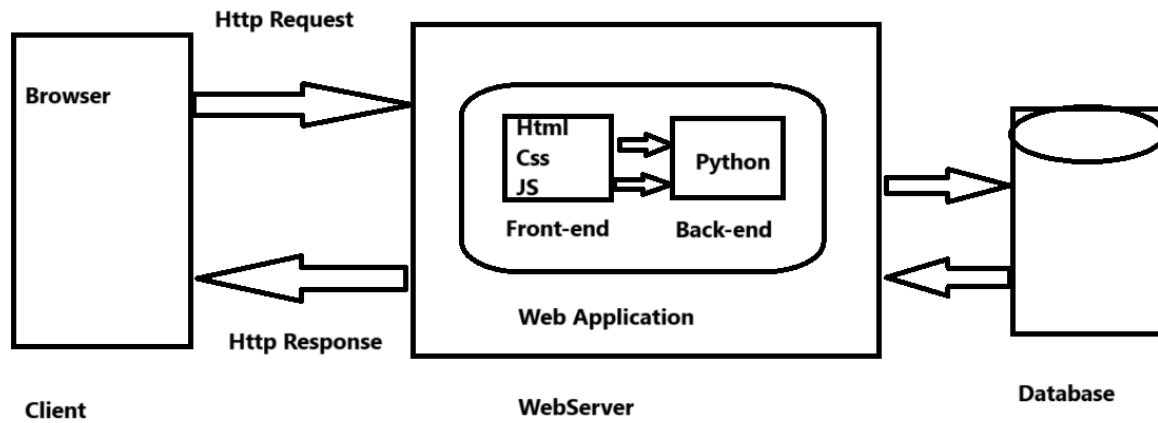 Http Request
Browser
Html
Css
JS
Python
Front-end
Back-end
Web Application
Http Response
Client
WebServer
Database